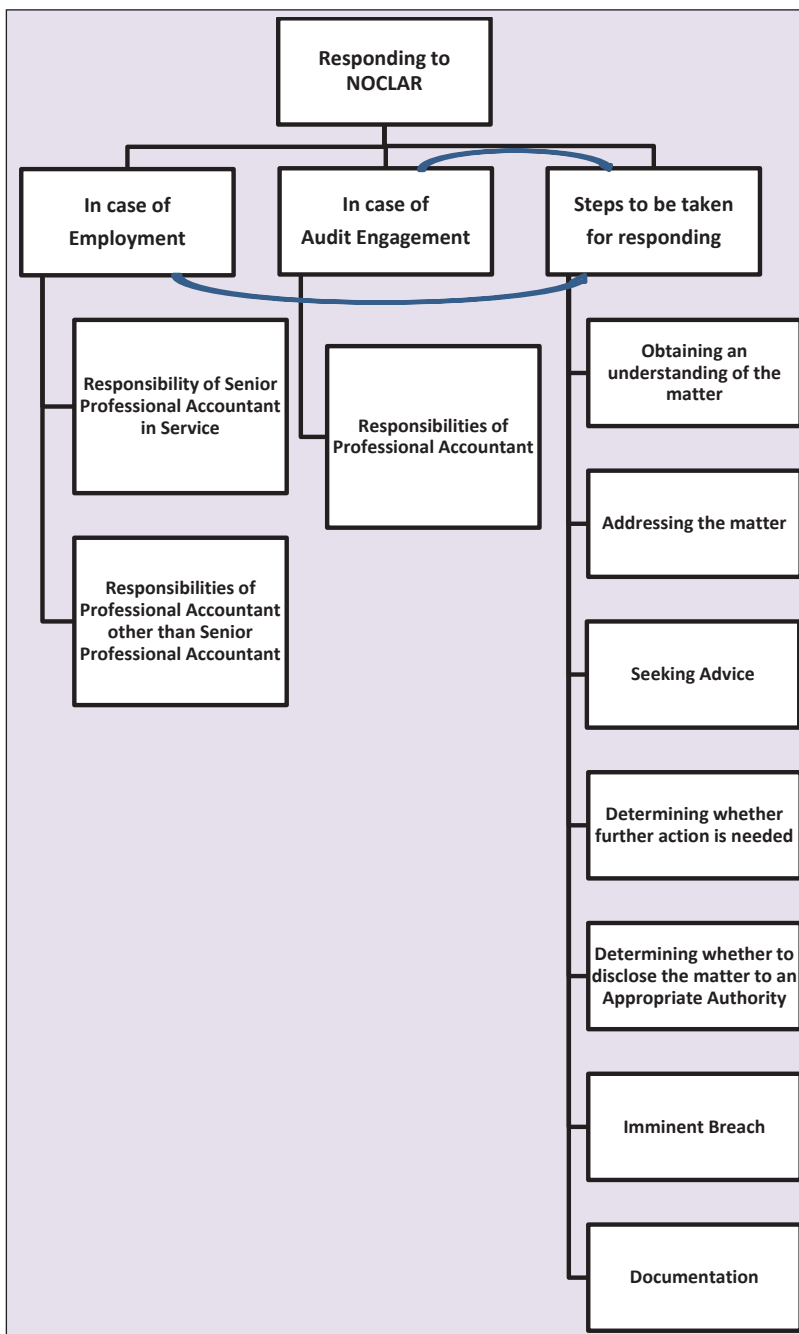 Responding to
NOCLAR
In case of
Employment
In case of
Audit Engagement
Steps to be taken
for responding
Responsibility of Senior
Professional Accountant
in Service
Responsibilities of
Professional Accountant
other than Senior
Professional Accountant
Responsibilities of
Professional Accountant
Obtaining an
understanding of the
matter
Addressing the matter
Seeking Advice
Determining whether
further action is needed
Determining whether to
disclose the matter to an
Appropriate Authority
Imminent Breach
Documentation